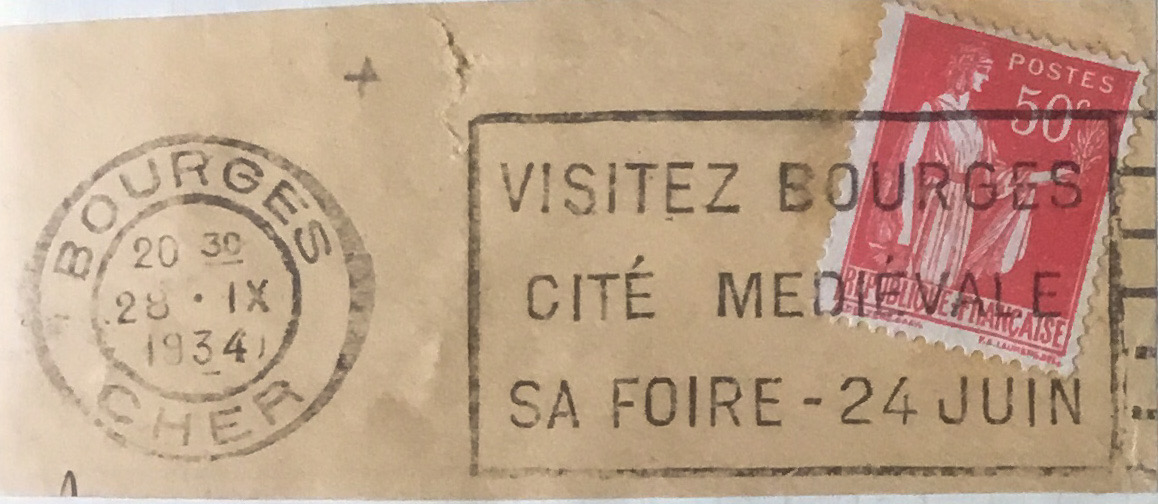 BOURGES
20 30
28 • IX
1934
CHER
VISITEZ BOURGES
CITÉ MEDIÉVALE
SA FOIRE - 24 JUIN
POSTES
50c
RÉPUBLIQUE FRANÇAISE